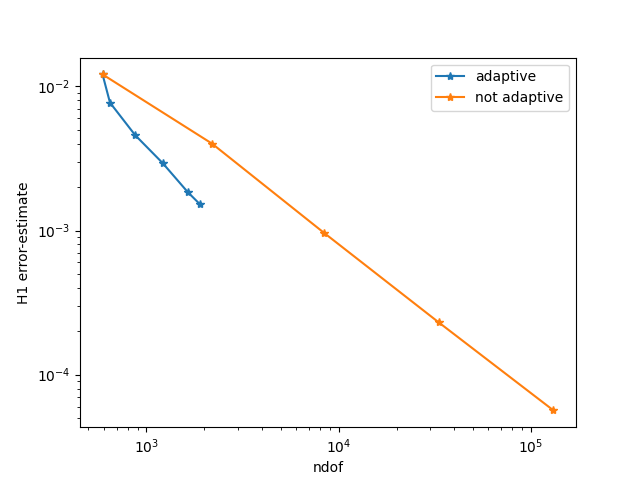 adaptive
not adaptive
10⁻²
10⁻³
10⁻⁴
H1 error-estimate
10³
10⁴
10⁵
ndof